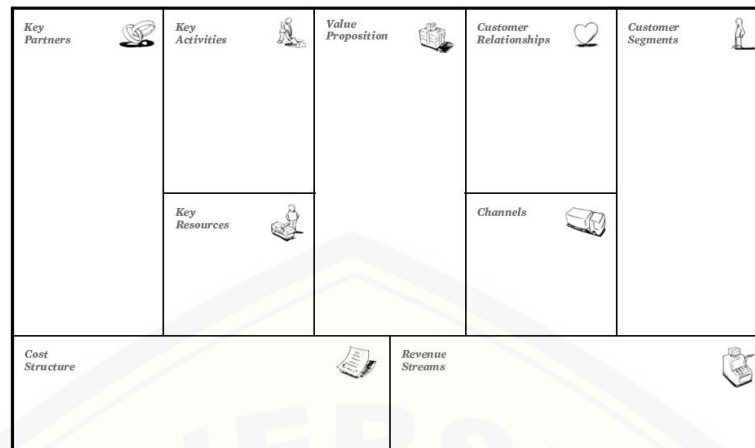 Key
Partners
Key
Activities
Value
Proposition
Customer
Relationships
Customer
Segments
Key
Resources
Channels
Cost
Structure
Revenue
Streams